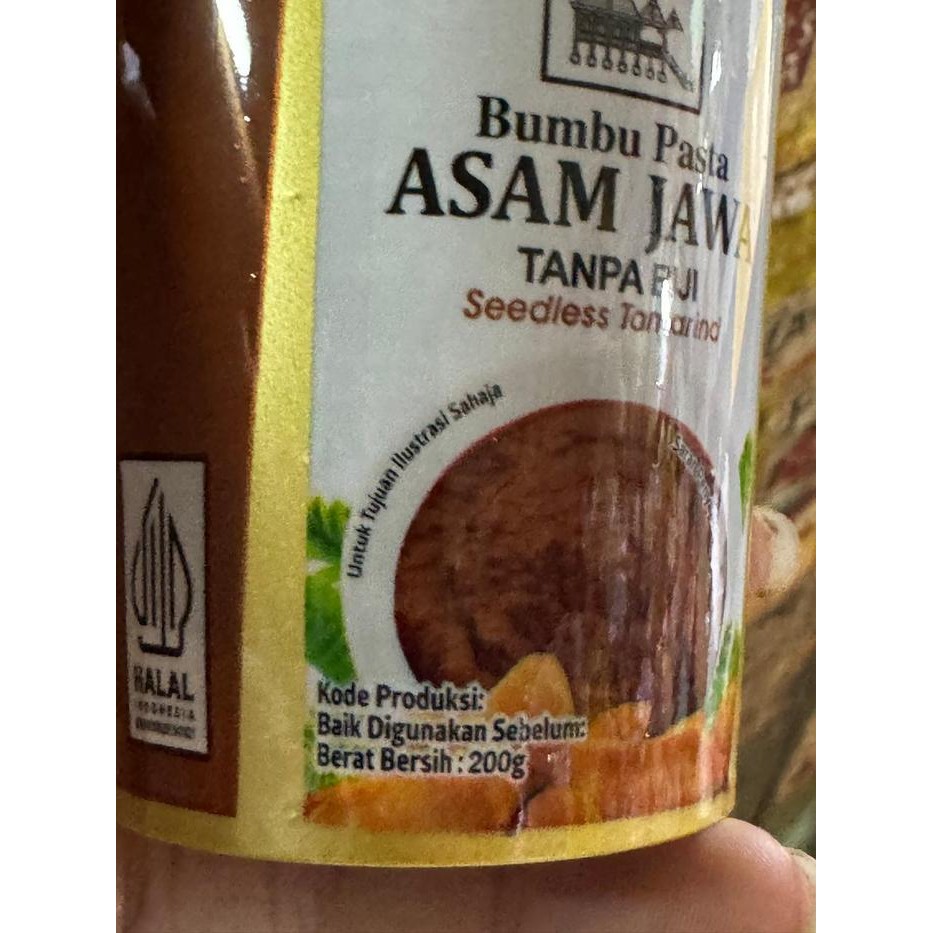 Bumbu Pasta
ASAM JAWA
TANPA BIJI
Seedless Tamarind
Untuk Tujuan Ilustrasi Sahaja
Kode Produksi:
Baik Digunakan Sebelum:
Berat Bersih : 200g
HALAL
INDONESIA